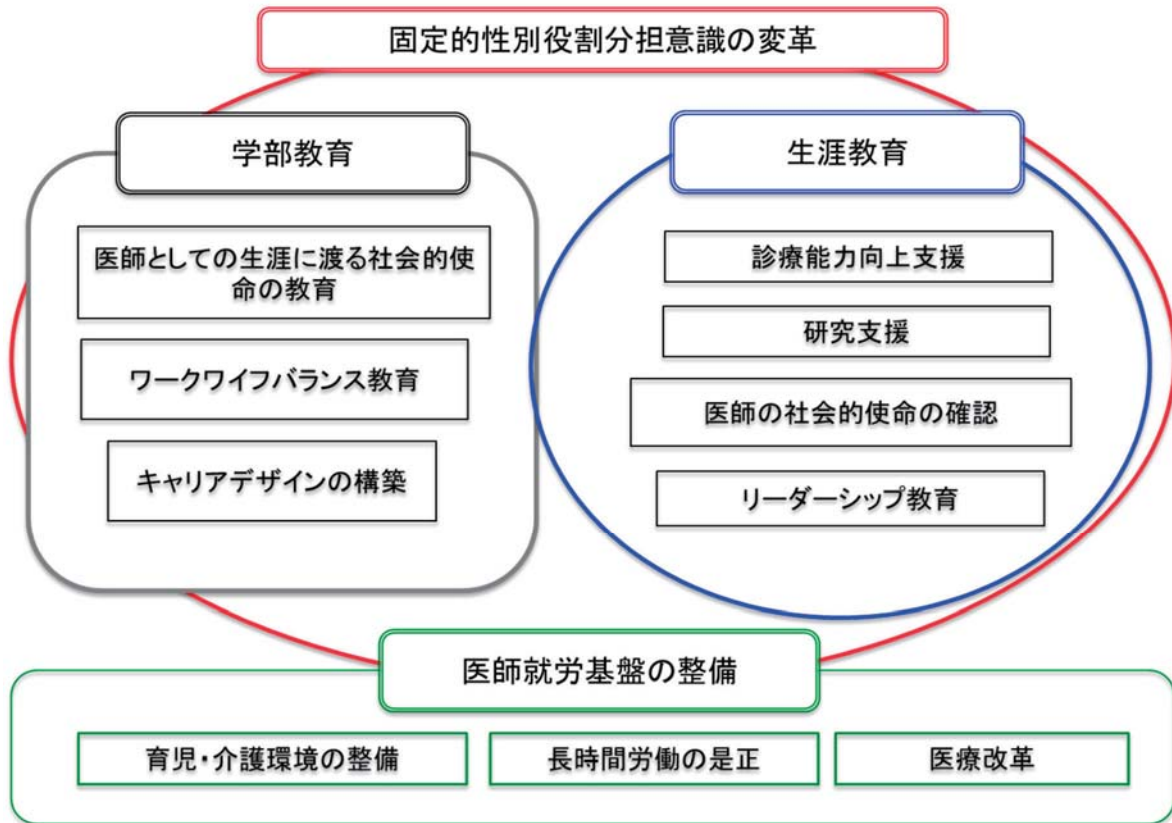 固定的性別役割分担意識の変革
学部教育
医師としての生涯に渡る社会的使
命の教育
ワークワイフバランス教育
キャリアデザインの構築
生涯教育
診療能力向上支援
研究支援
医師の社会的使命の確認
リーダーシップ教育
医師就労基盤の整備
育児・介護環境の整備
長時間労働の是正
医療改革